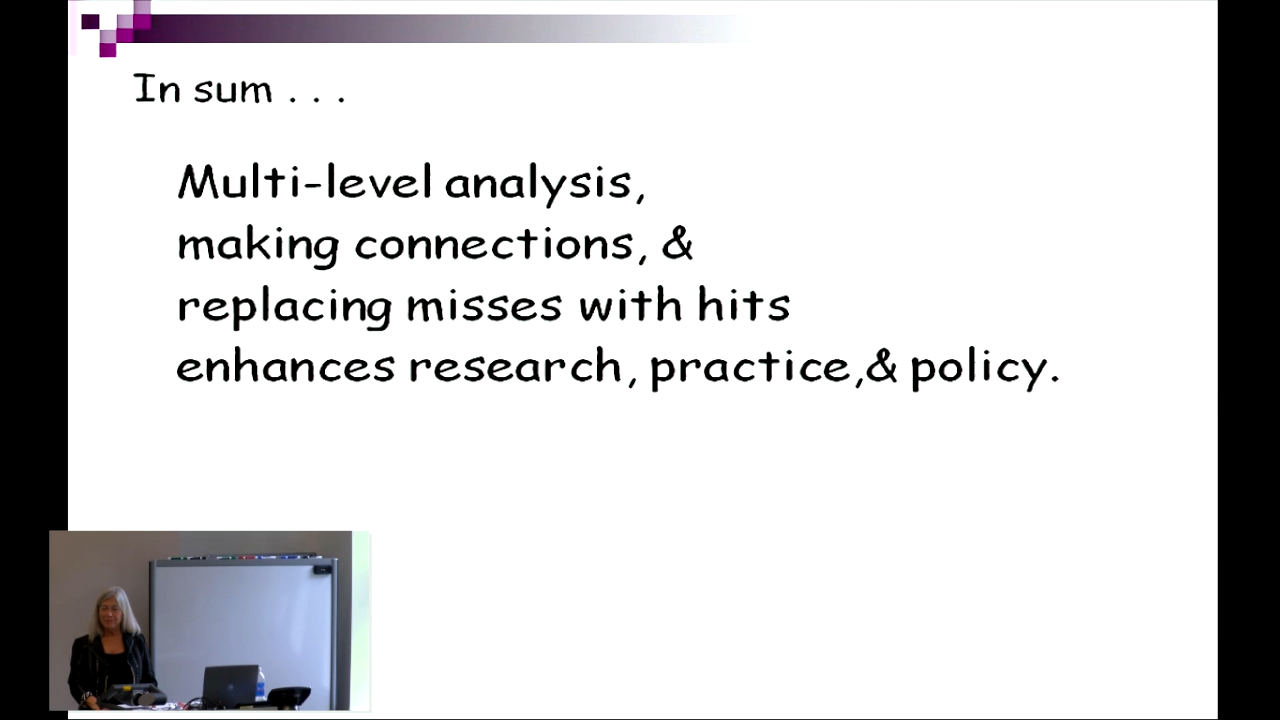 In sum . . .
Multi-level analysis,
making connections, &
replacing misses with hits
enhances research, practice,& policy.